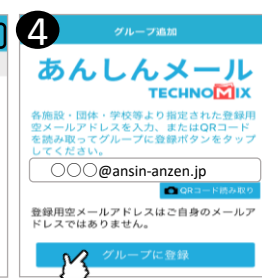 4
グループ追加
あんしんメール
TECHNOMIX
各施設・団体・学校等より指定された登録用
空メールアドレスを入力、またはQRコード
を読み取ってグループに登録ボタンをタップ
してください。
〇〇〇@ansin-anzen.jp
QRコード読み取り
登録用空メールアドレスはご自身のメールア
ドレスではありません。
グループに登録